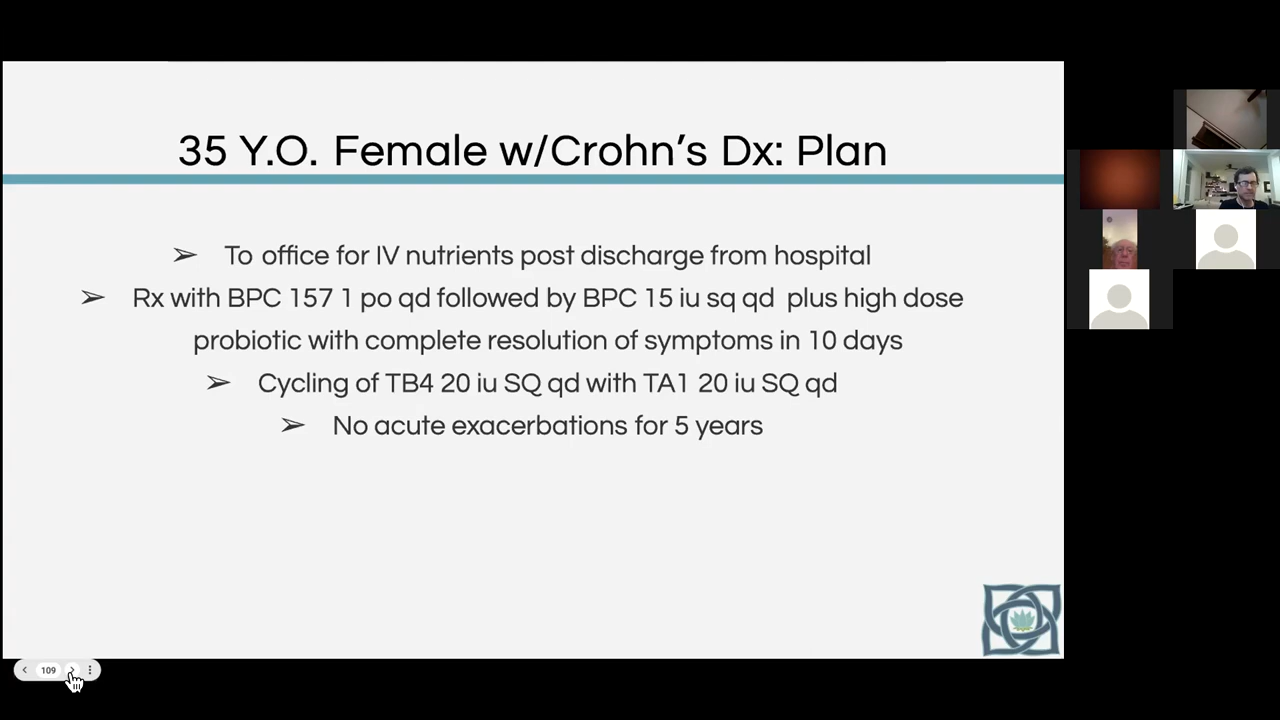 35 Y.O. Female w/Crohn's Dx: Plan
➢ To office for IV nutrients post discharge from hospital
➢ Rx with BPC 157 1 po qd followed by BPC 15 iu sq qd plus high dose
probiotic with complete resolution of symptoms in 10 days
➢ Cycling of TB4 20 iu SQ qd with TA1 20 iu SQ qd
➢ No acute exacerbations for 5 years
109